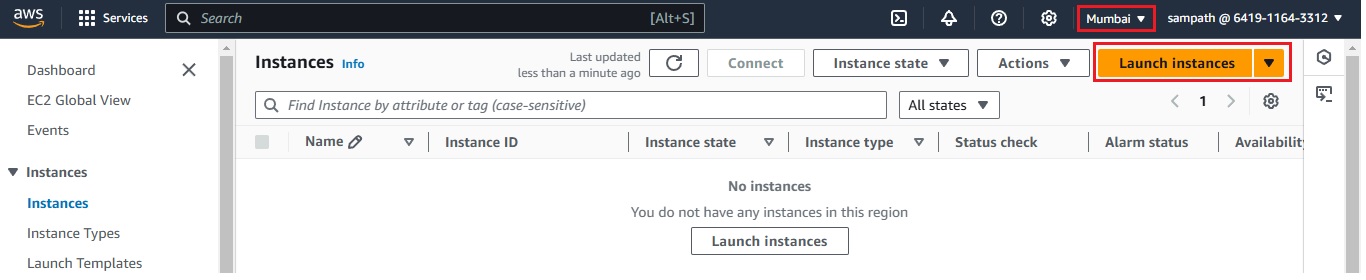 aws Services Search [Alt+S] Mumbai sampath @ 6419-1164-3312
Dashboard
EC2 Global View
Events
Instances
Instances
Instance Types
Launch Templates
Instances Info
Last updated
less than a minute ago
Connect Instance state Actions Launch instances
Find Instance by attribute or tag (case-sensitive) All states 1
Name Instance ID Instance state Instance type Status check Alarm status Availability
No instances
You do not have any instances in this region
Launch instances